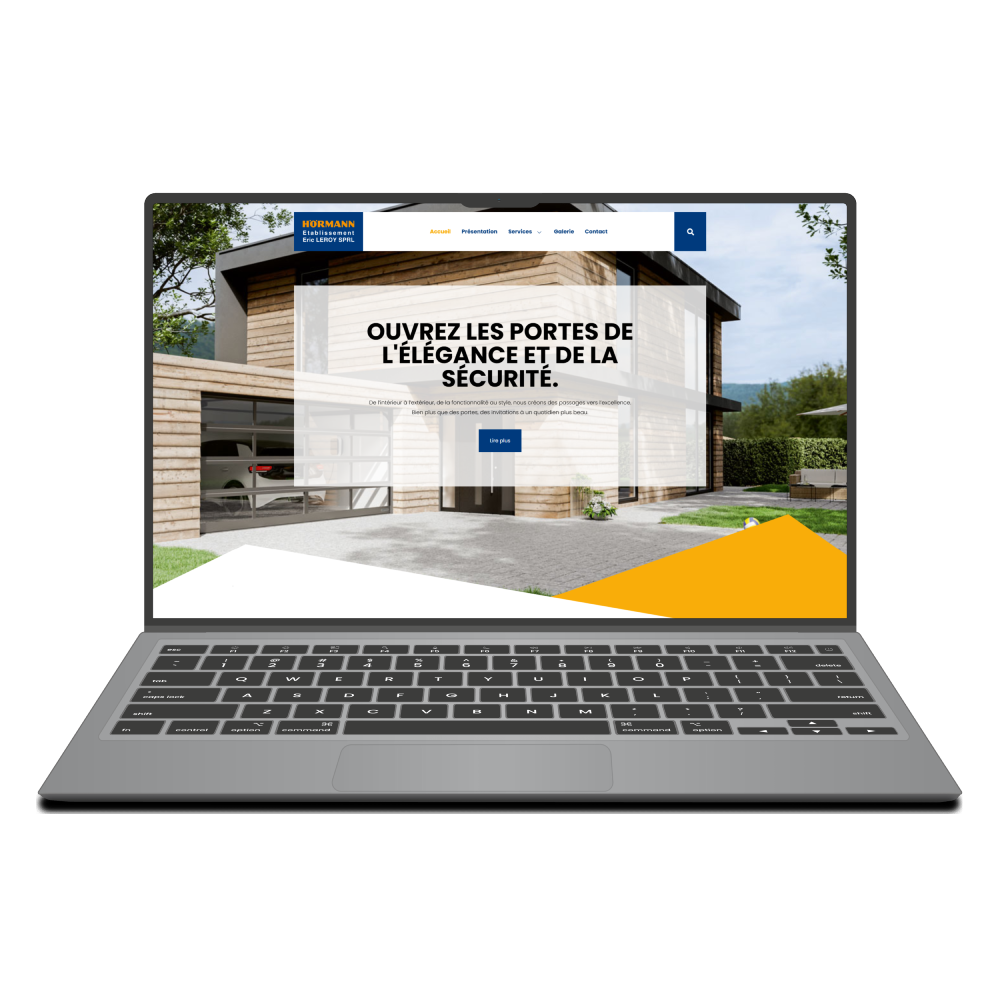 HÖRMANN
Etablissement
Eric LEROY SPRL
Accueil Présentation Services Galerie Contact
OUVREZ LES PORTES DE
L'ÉLÉGANCE ET DE LA
SÉCURITÉ.
De l'intérieur à l'extérieur, de la fonctionnalité au style, nous créons des passages vers l'excellence.
Bien plus que des portes, des invitations à un quotidien plus beau.
Lire plus
esc F1 F2 F3 F4 F5 F6 F7 F8 F9 F10 F11 F12
1 2 3 4 5 6 7 8 9 0 delete
tab Q W E R T Y U I O P
caps lock A S D F G H J K L return
shift Z X C V B N M shift
fn control option command command option